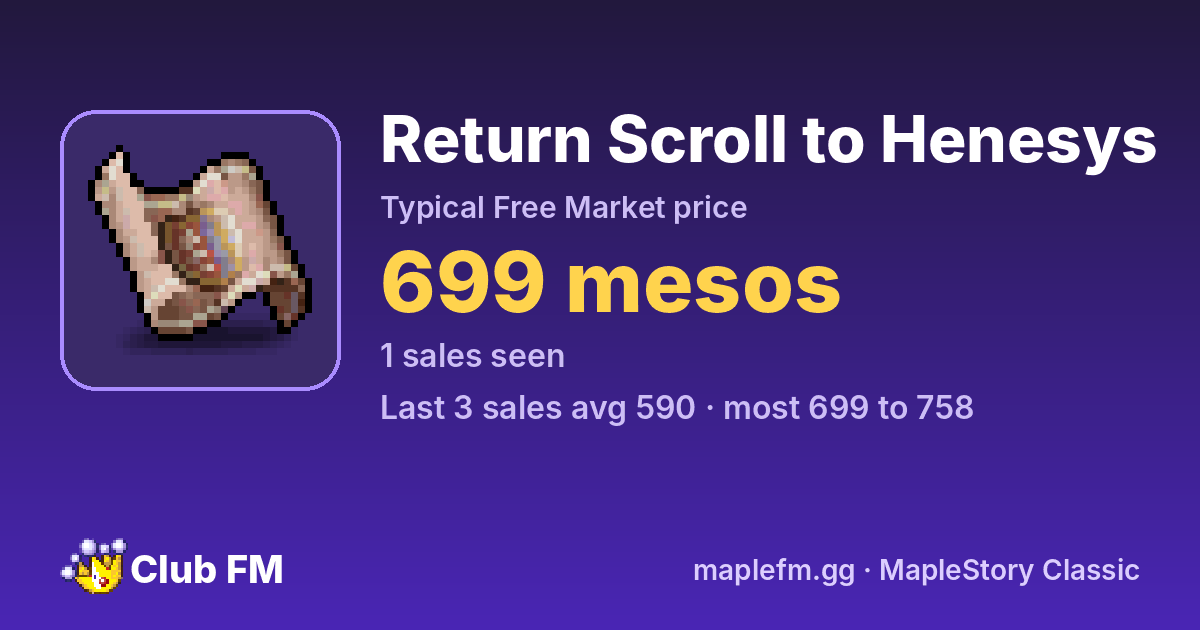 Return Scroll to Henesys
Typical Free Market price
699 mesos
1 sales seen
Last 3 sales avg 590 · most 699 to 758
Club FM
maplefm.gg · MapleStory Classic